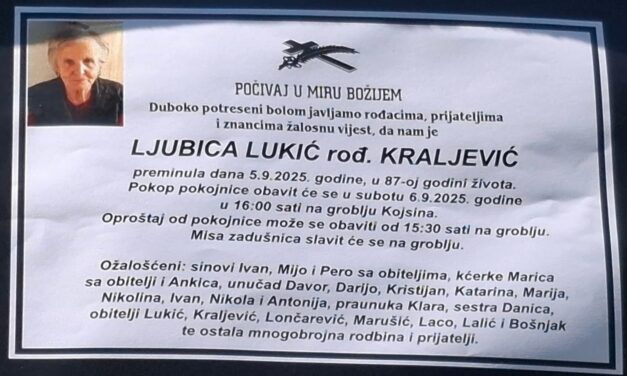 POČIVAJ U MIRU BOŽIJEM
Duboko potreseni bolom javljamo rođacima, prijateljima
i znancima žalosnu vijest, da nam je
LJUBICA LUKIĆ rođ. KRALJEVIĆ
preminula dana 5.9.2025. godine, u 87-oj godini života.
Pokop pokojnice obavit će se u subotu 6.9.2025. godine
u 16:00 sati na groblju Kojsina.
Oproštaj od pokojnice može se obaviti od 15:30 sati na groblju.
Misa zadušnica slavit će se na groblju.
Ožalošćeni: sinovi Ivan, Mijo i Pero sa obiteljima, kćerke Marica
sa obitelji i Ankica, unučad Davor, Darijo, Kristijan, Katarina, Marija,
Nikolina, Ivan, Nikola i Antonija, praunuka Klara, sestra Danica,
obitelji Lukić, Kraljević, Lončarević, Marušić, Laco, Lalić i Bošnjak
te ostala mnogobrojna rodbina i prijatelji.